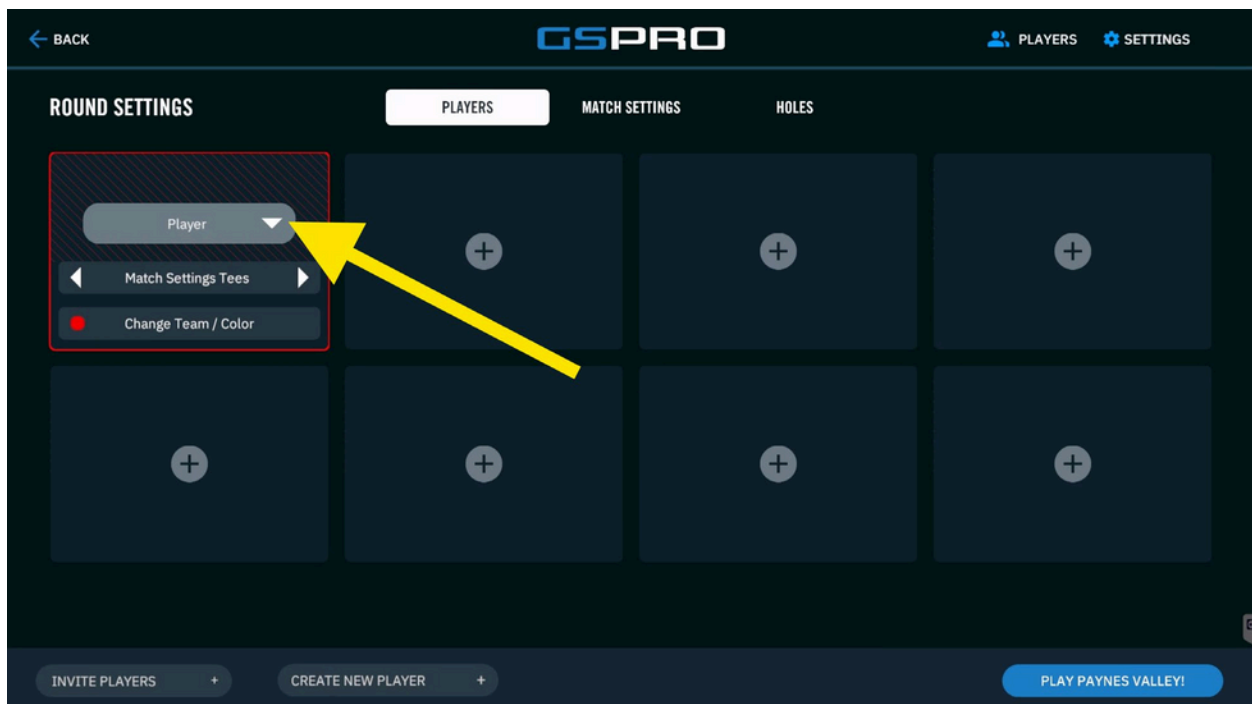 BACK
GSPRO
PLAYERS
SETTINGS
ROUND SETTINGS
PLAYERS
MATCH SETTINGS
HOLES
Player
Match Settings Tees
Change Team / Color
+
+
+
+
+
+
+
INVITE PLAYERS +
CREATE NEW PLAYER +
PLAY PAYNES VALLEY!